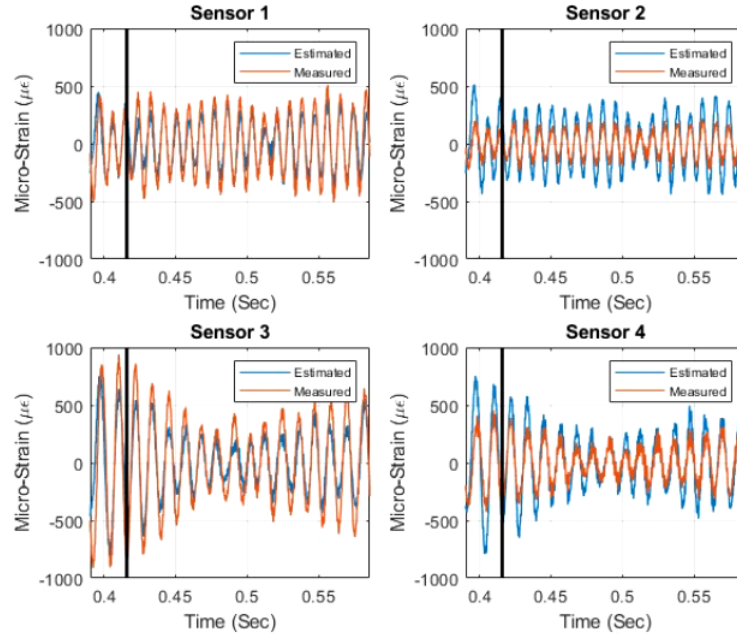 Sensor 1
Estimated
Measured
1000
500
0
-500
-1000
Micro-Strain (µϵ)
0.4
0.45
0.5
0.55
Time (Sec)
Sensor 2
Estimated
Measured
1000
500
0
-500
-1000
Micro-Strain (µϵ)
0.4
0.45
0.5
0.55
Time (Sec)
Sensor 3
Estimated
Measured
1000
500
0
-500
-1000
Micro-Strain (µϵ)
0.4
0.45
0.5
0.55
Time (Sec)
Sensor 4
Estimated
Measured
1000
500
0
-500
-1000
Micro-Strain (µϵ)
0.4
0.45
0.5
0.55
Time (Sec)